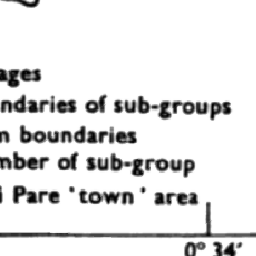 ages
ndaries of sub-groups
n boundaries
mber of sub-group
i Pare 'town' area
0° 34'